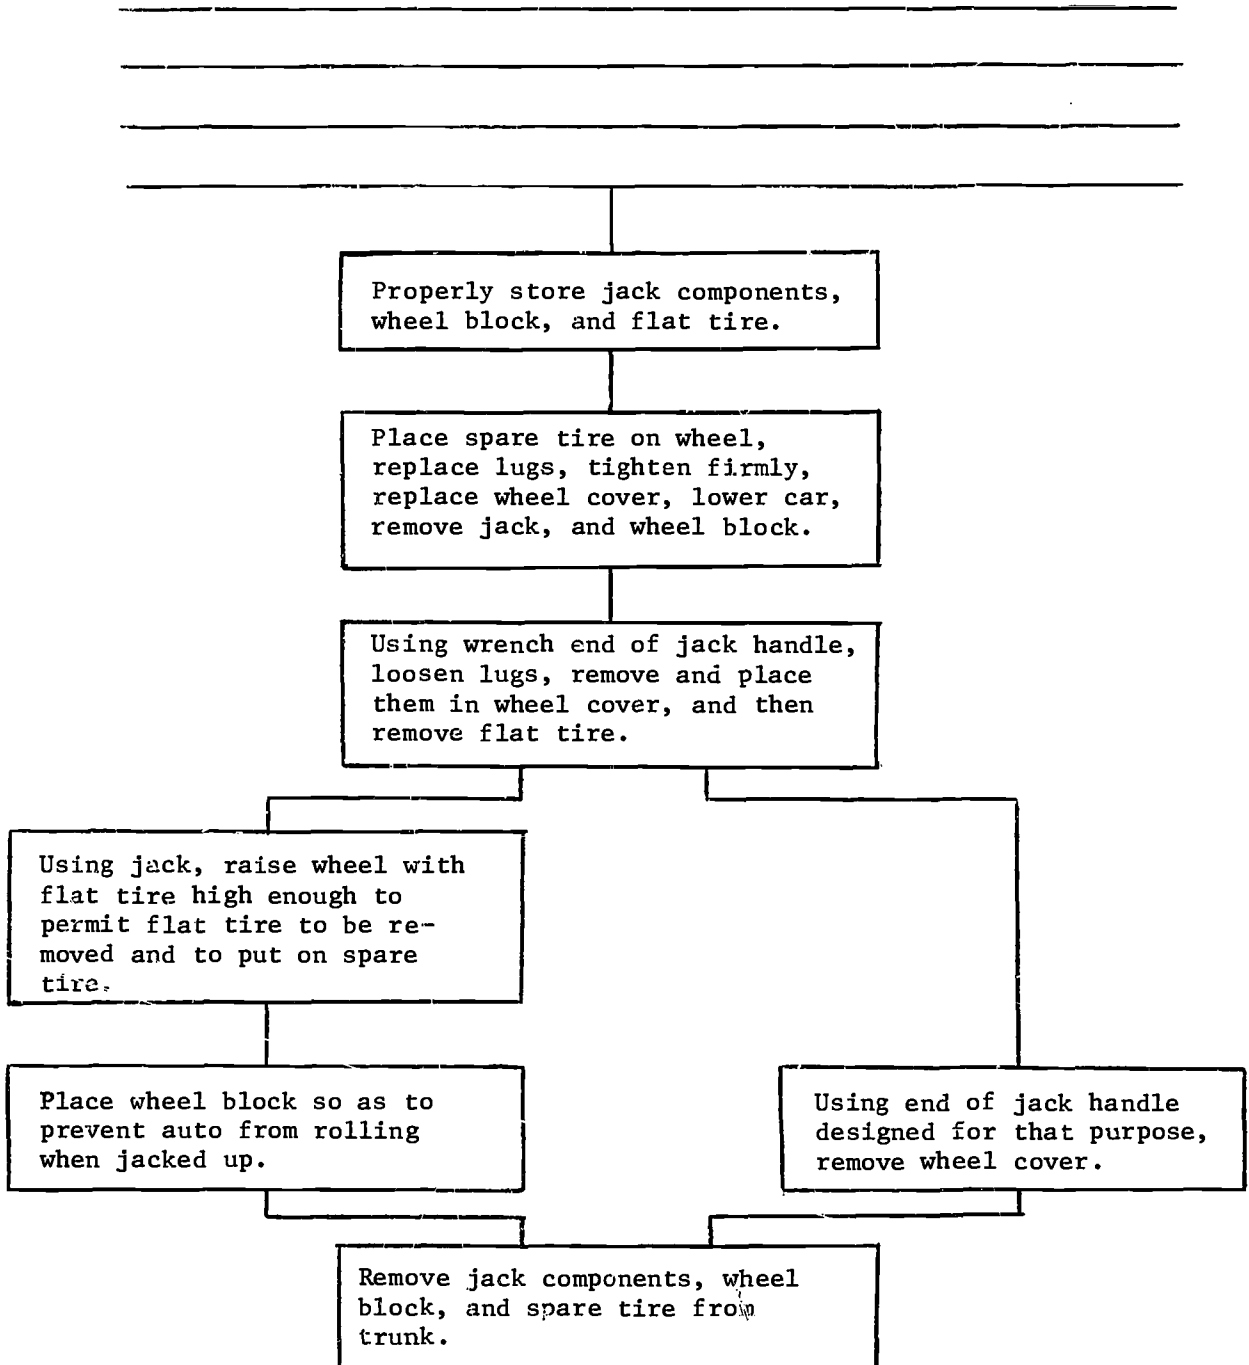 Properly store jack components,
wheel block, and flat tire.
Place spare tire on wheel,
replace lugs, tighten firmly,
replace wheel cover, lower car,
remove jack, and wheel block.
Using wrench end of jack handle,
loosen lugs, remove and place
them in wheel cover, and then
remove flat tire.
Using jack, raise wheel with
flat tire high enough to
permit flat tire to be re-
moved and to put on spare
tire.
Place wheel block so as to
prevent auto from rolling
when jacked up.
Using end of jack handle
designed for that purpose,
remove wheel cover.
Remove jack components, wheel
block, and spare tire from
trunk.